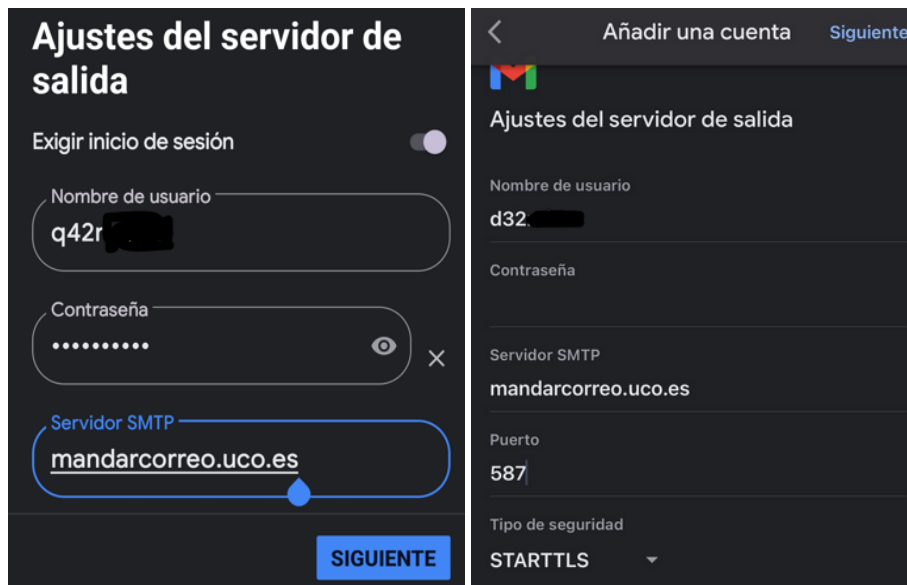 Ajustes del servidor de
salida
Exigir inicio de sesión
Nombre de usuario
q42r
Contraseña
••••••••••
Servidor SMTP
mandarcorreo.uco.es
SIGUIENTE
Añadir una cuenta
Siguiente
Ajustes del servidor de salida
Nombre de usuario
d32
Contraseña
Servidor SMTP
mandarcorreo.uco.es
Puerto
587
Tipo de seguridad
STARTTLS